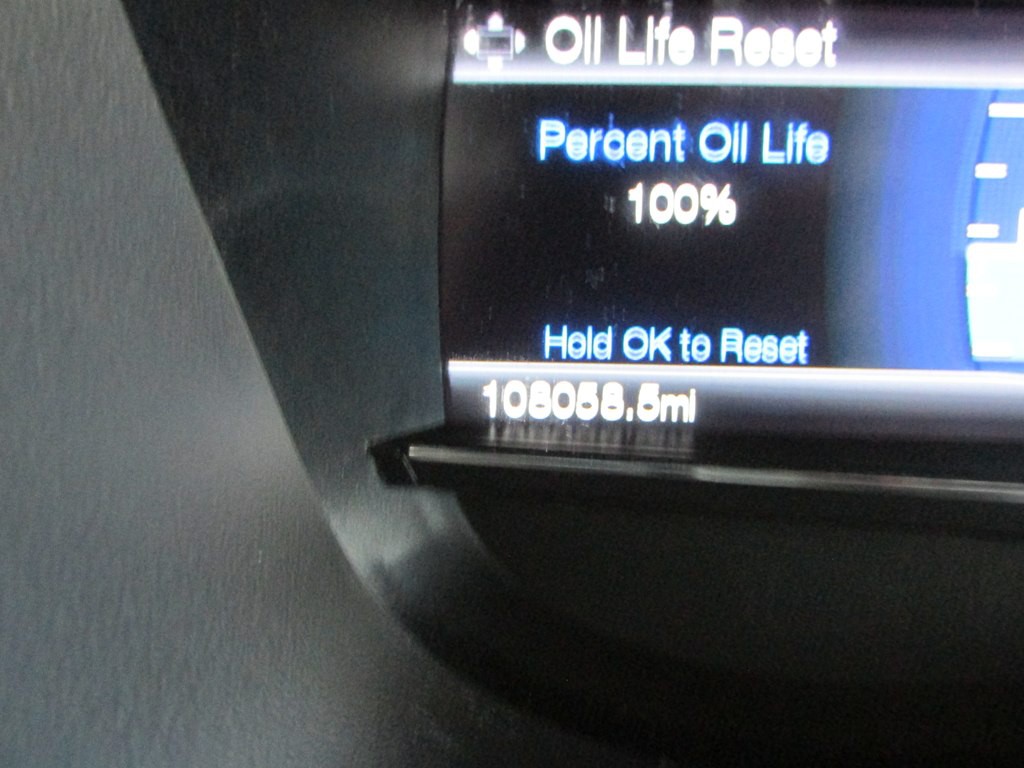 Oil Life Reset
Percent Oil Life
100%
Hold OK to Reset
108058.5mi